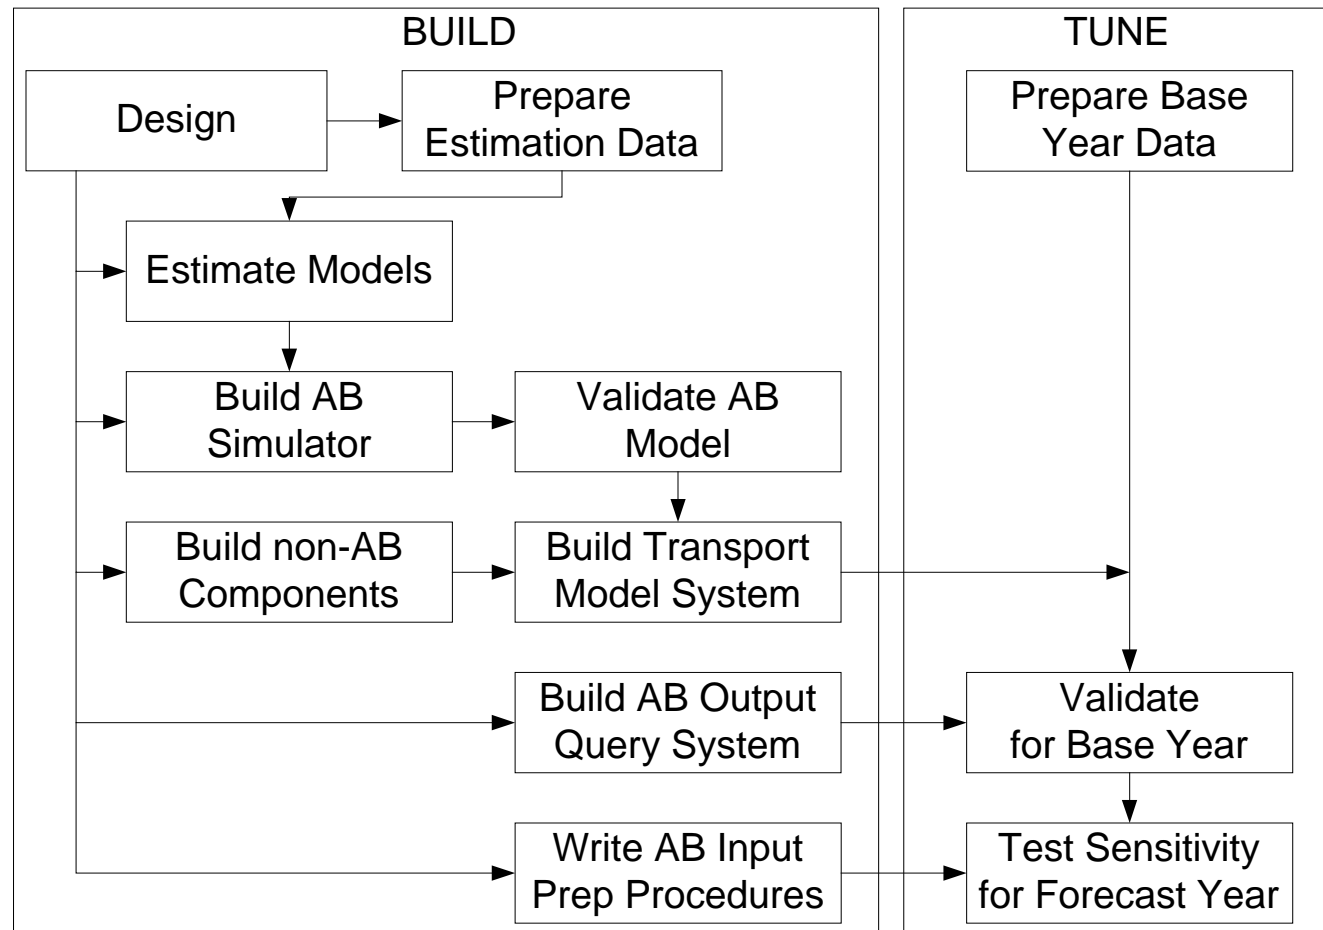 BUILD
TUNE
Design
Prepare
Estimation Data
Prepare Base
Year Data
Estimate Models
Build AB
Simulator
Validate AB
Model
Build non-AB
Components
Build Transport
Model System
Build AB Output
Query System
Validate
for Base Year
Write AB Input
Prep Procedures
Test Sensitivity
for Forecast Year